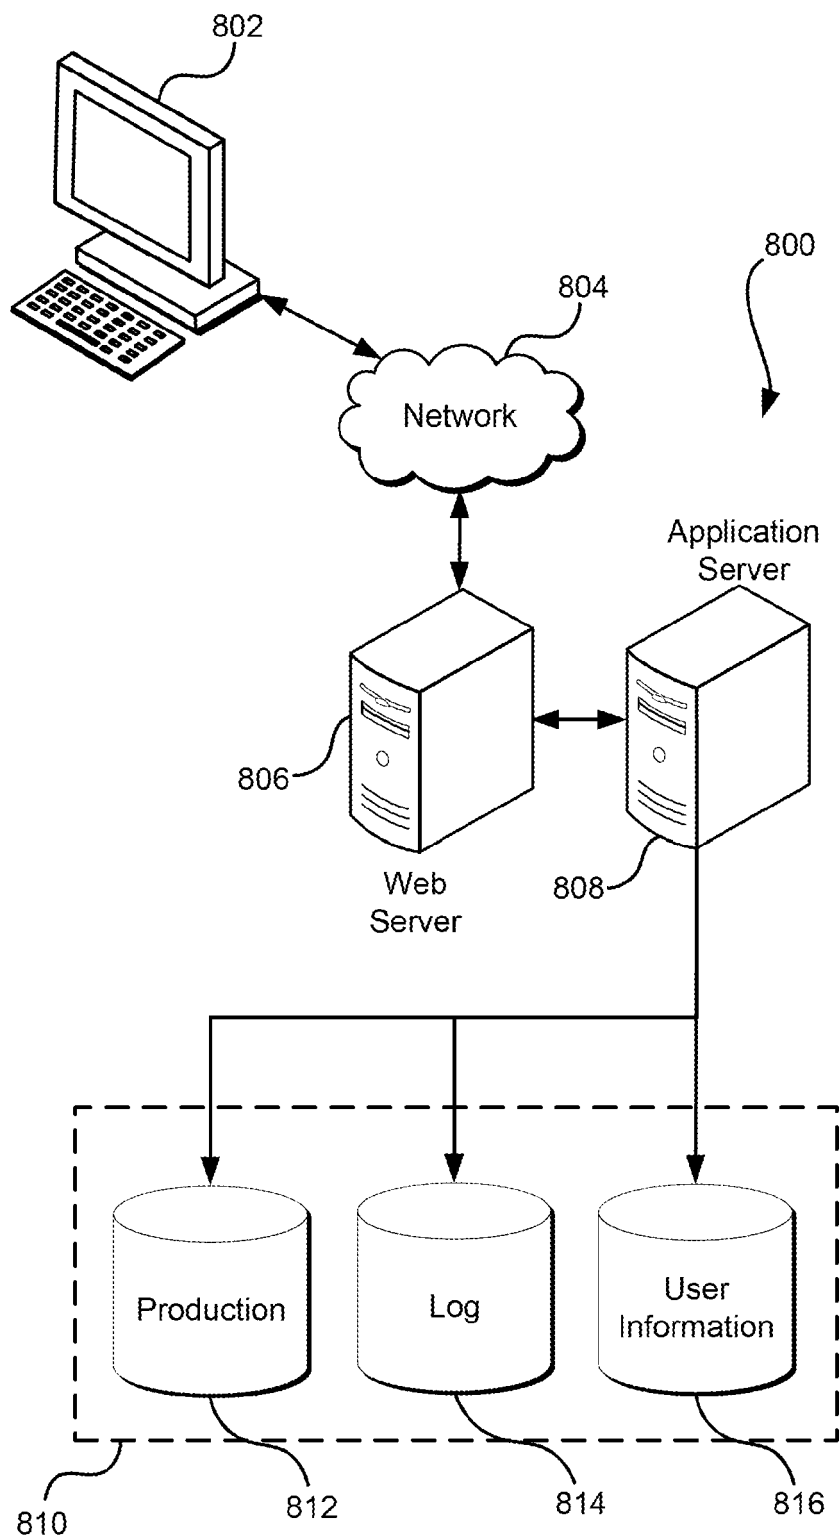 802
800
804
Network
Application
Server
806
808
Web
Server
Production
Log
User
Information
810
812
814
816